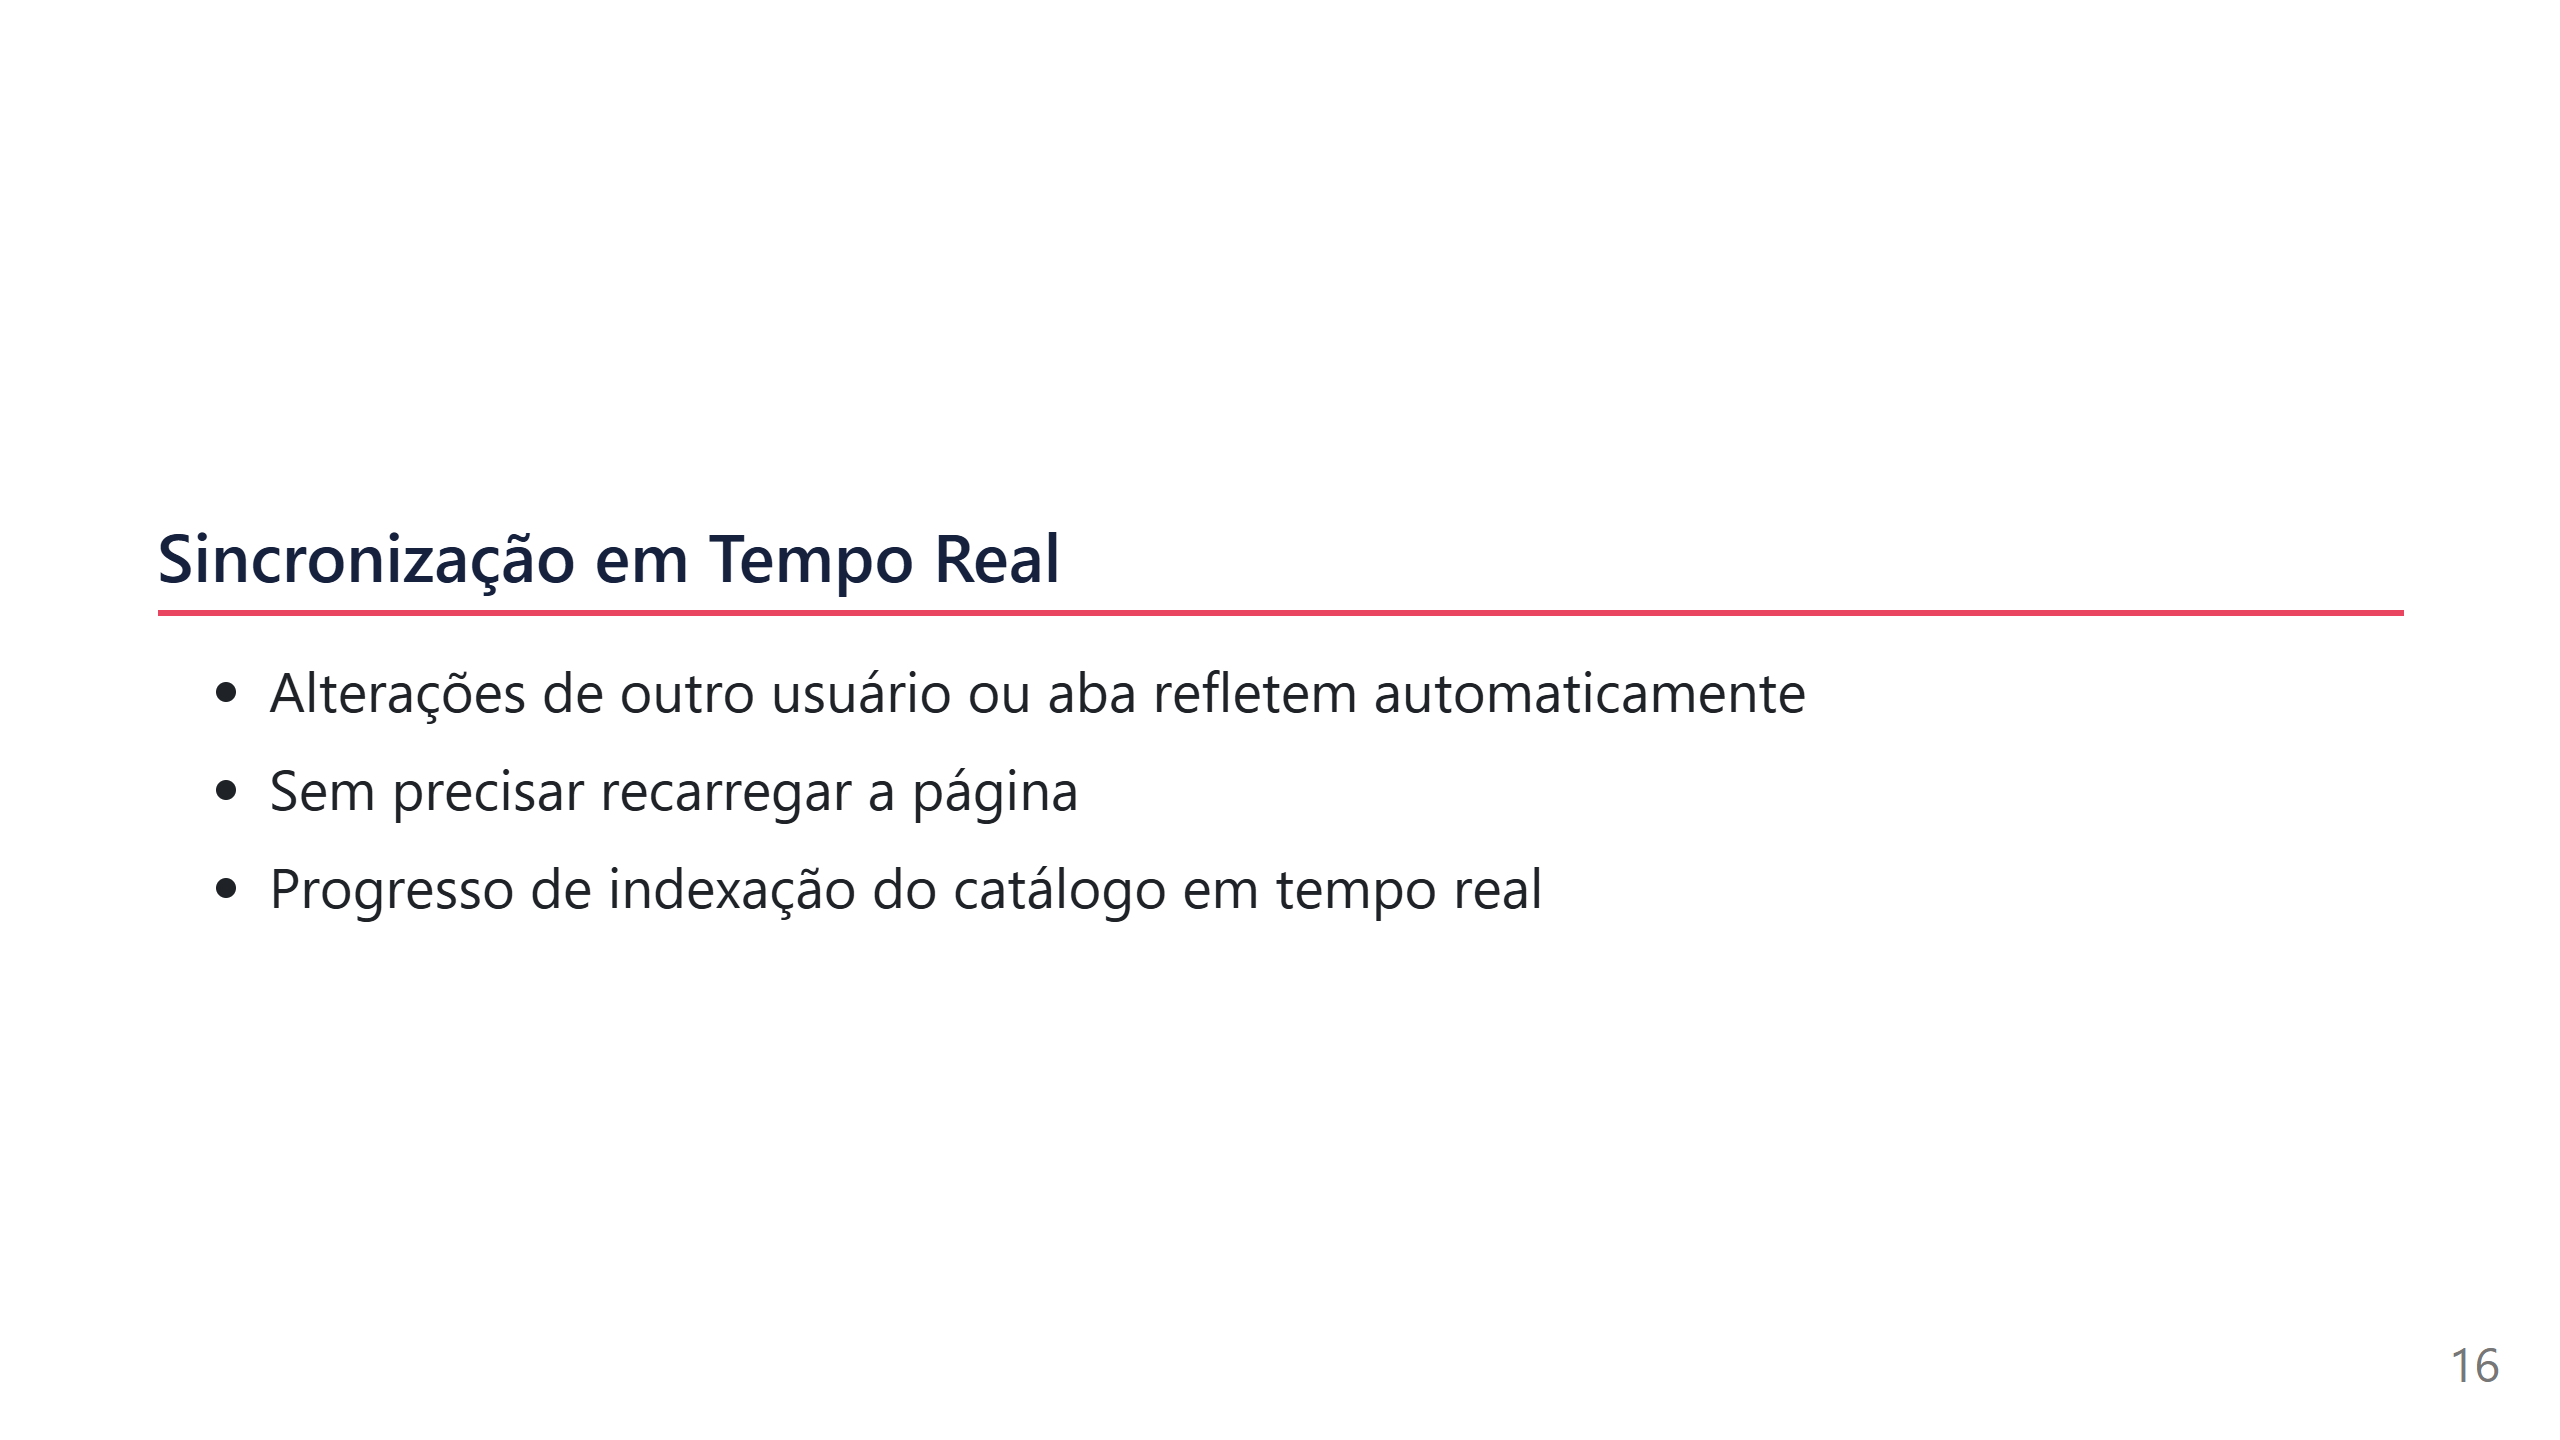 Sincronização em Tempo Real
• Alterações de outro usuário ou aba refletem automaticamente
• Sem precisar recarregar a página
• Progresso de indexação do catálogo em tempo real
16